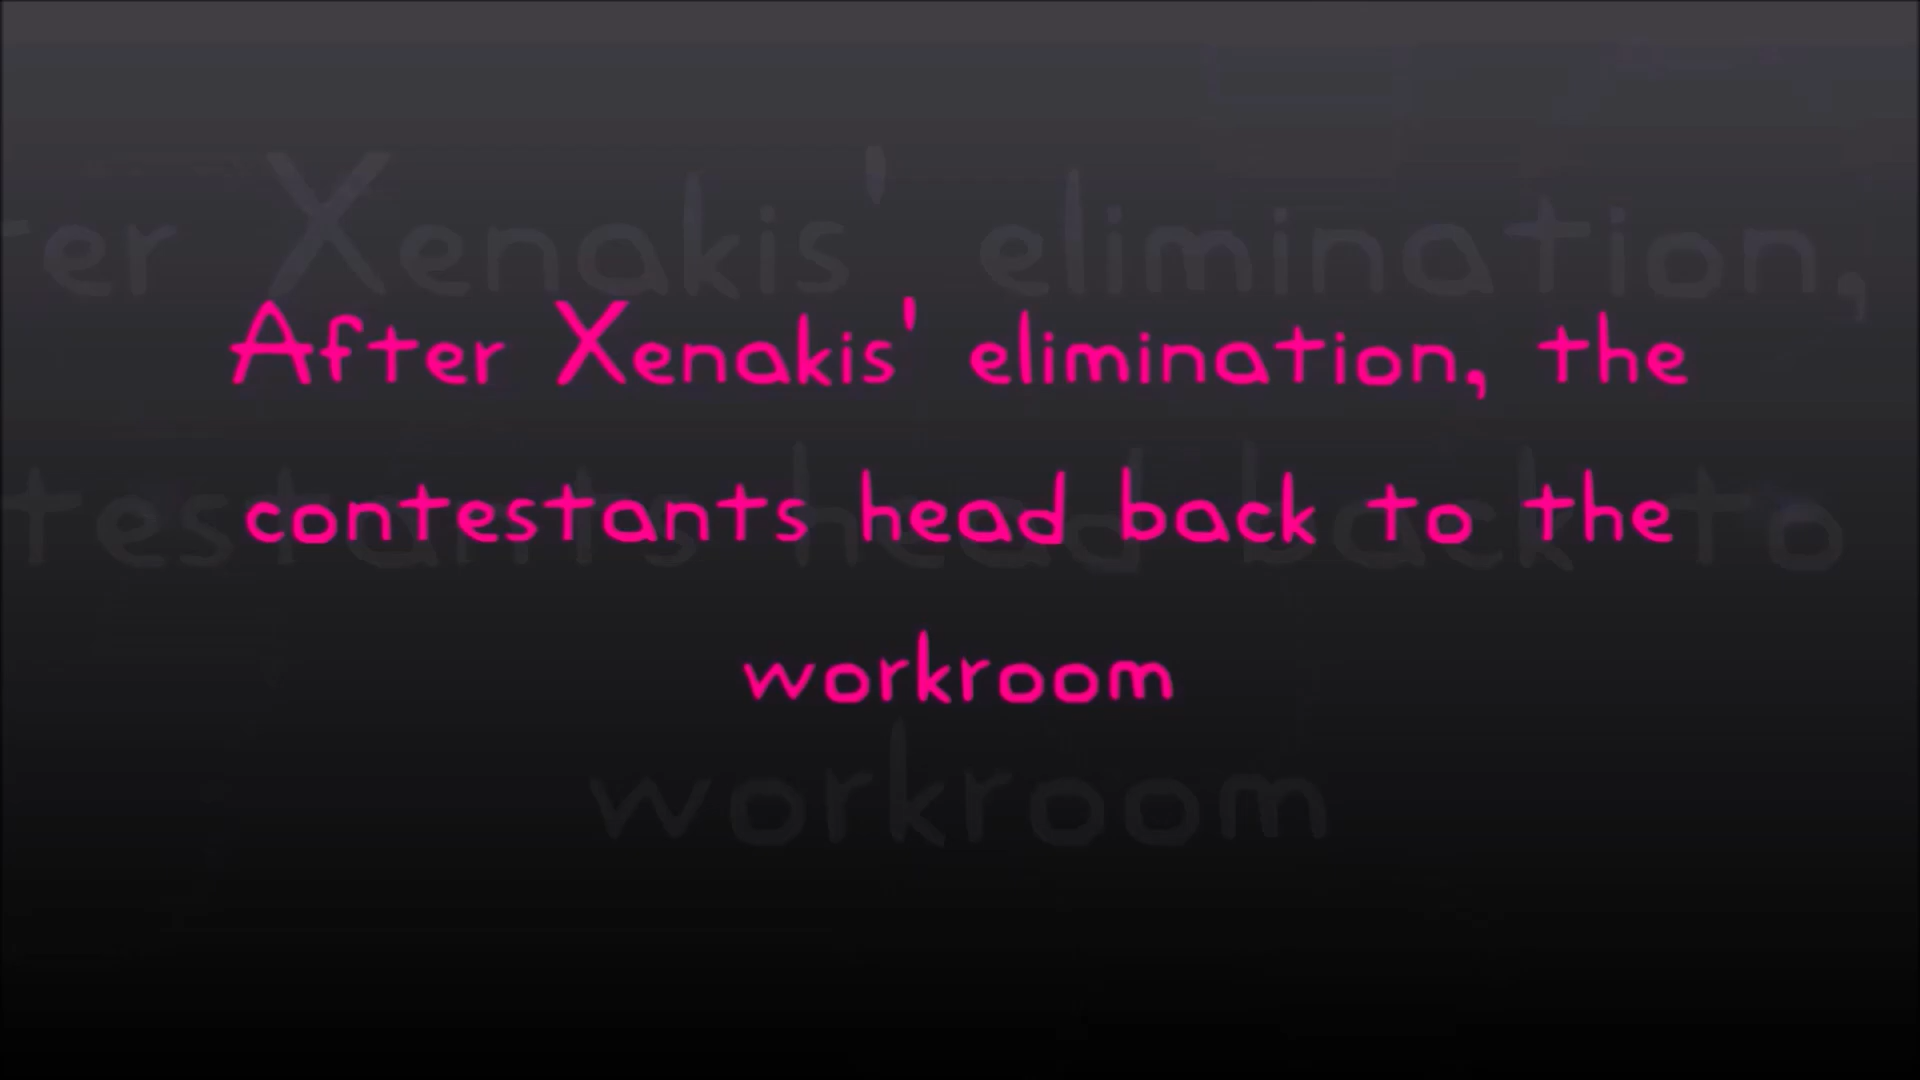 After Xenakis' elimination, the
contestants head back to the
workroom